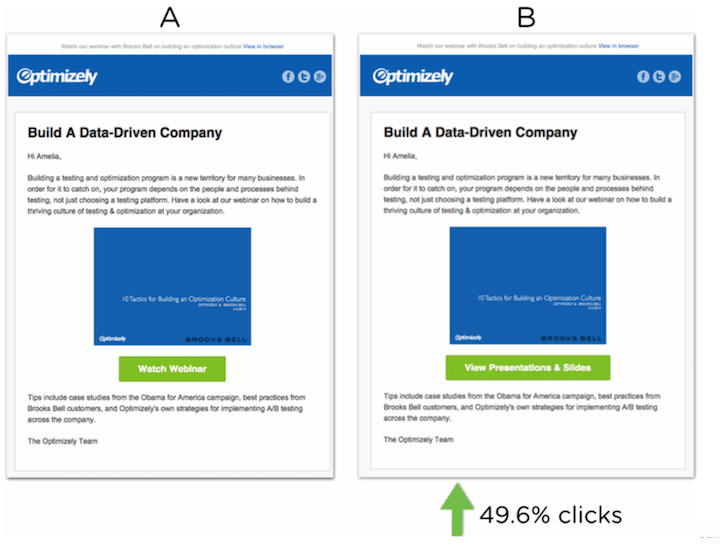 A
B
Watch our webinar with Brooks Bell on building an optimization culture View in browser
Optimizely
Build A Data-Driven Company
Hi Amelia,
Building a testing and optimization program is a new territory for many businesses. In
order for it to catch on, your program depends on the people and processes behind
testing, not just choosing a testing platform. Have a look at our webinar on how to build a
thriving culture of testing & optimization at your organization.
10 Tactics for Building an Optimization Culture
OPTIMIZELY & BROOKS BELL
Optimizely
BROOKS BELL
Watch Webinar
Tips include case studies from the Obama for America campaign, best practices from
Brooks Bell customers, and Optimizely's own strategies for implementing A/B testing
across the company.
The Optimizely Team
Watch our webinar with Brooks Bell on building an optimization culture View in browser
Optimizely
Build A Data-Driven Company
Hi Amelia,
Building a testing and optimization program is a new territory for many businesses. In
order for it to catch on, your program depends on the people and processes behind
testing, not just choosing a testing platform. Have a look at our webinar on how to build a
thriving culture of testing & optimization at your organization.
10 Tactics for Building an Optimization Culture
OPTIMIZELY & BROOKS BELL
Optimizely
BROOKS BELL
View Presentations & Slides
Tips include case studies from the Obama for America campaign, best practices from
Brooks Bell customers, and Optimizely's own strategies for implementing A/B testing
across the company.
The Optimizely Team
49.6% clicks